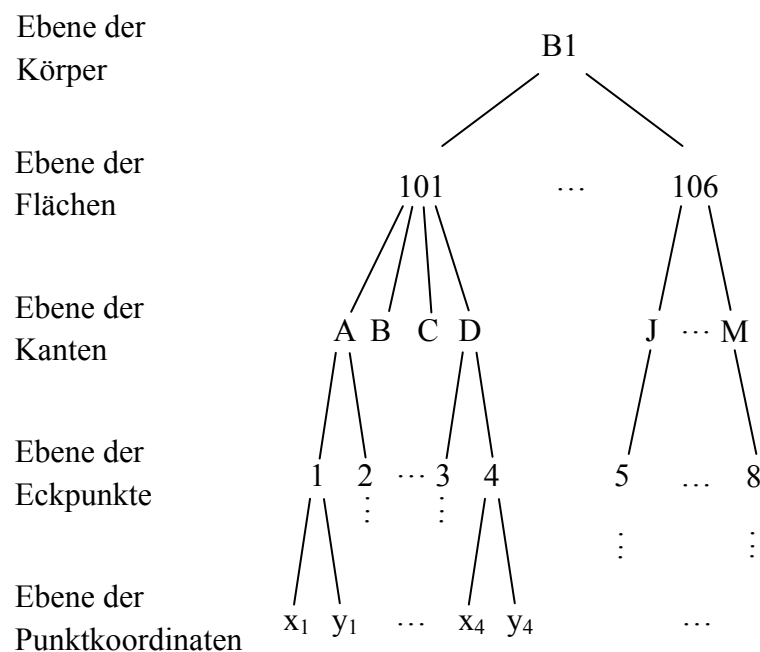 Ebene der
Körper
B1
Ebene der
Flächen
101 ... 106
Ebene der
Kanten
A B C D J ... M
Ebene der
Eckpunkte
1 2 ... 3 4 5 ... 8
Ebene der
Punktkoordinaten
x₁ y₁ ... x₄ y₄ ...